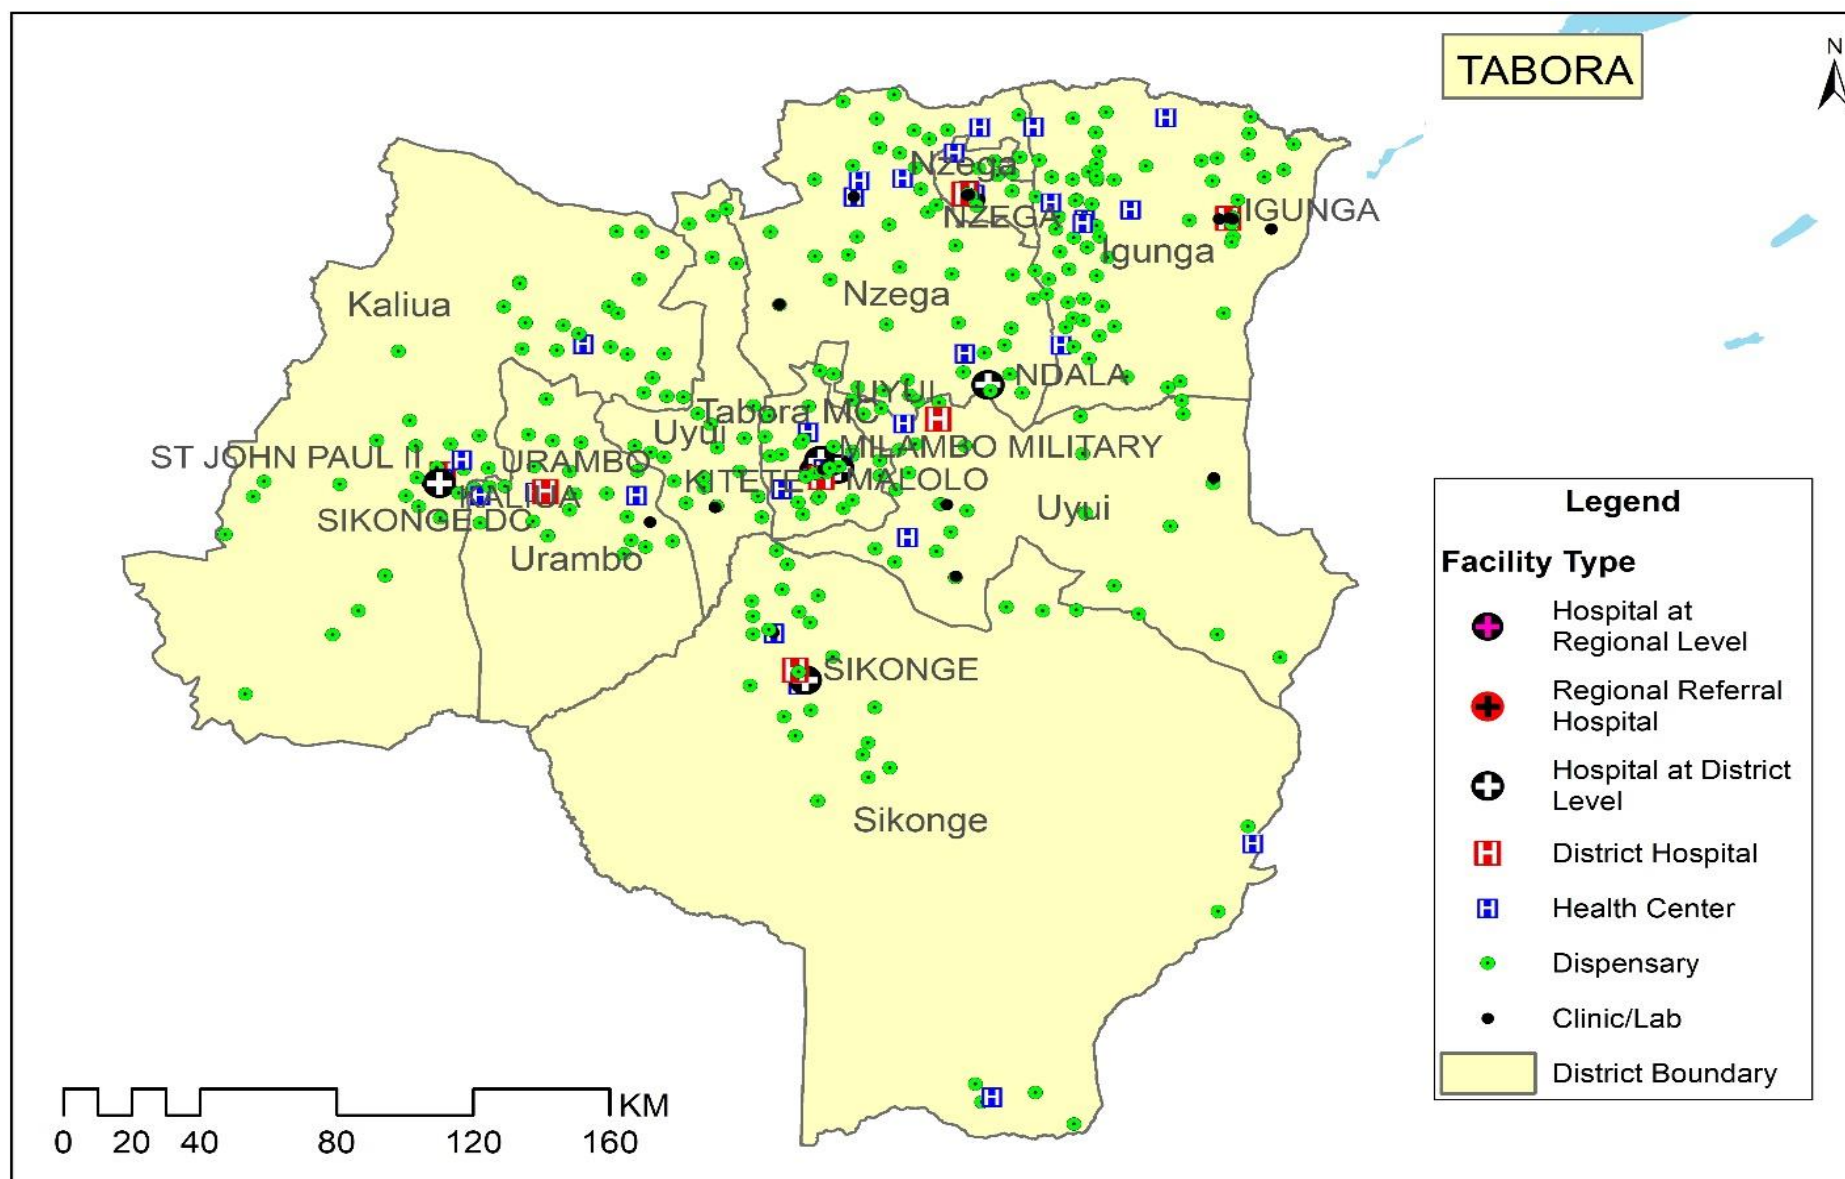 TABORA
N
Nzega
NZEGA
IGUNGA
Igunga
Kaliua
Nzega
NDALA
UYUI
Tabora MC
Uyui
MILAMBO MILITARY
ST JOHN PAUL II
URAMBO
KITETE
MALOLO
KALIUA
SIKONGE DC
Uyui
Urambo
SIKONGE
Sikonge
Legend
Facility Type
Hospital at
Regional Level
Regional Referral
Hospital
Hospital at District
Level
District Hospital
Health Center
Dispensary
Clinic/Lab
District Boundary
KM
0 20 40 80 120 160